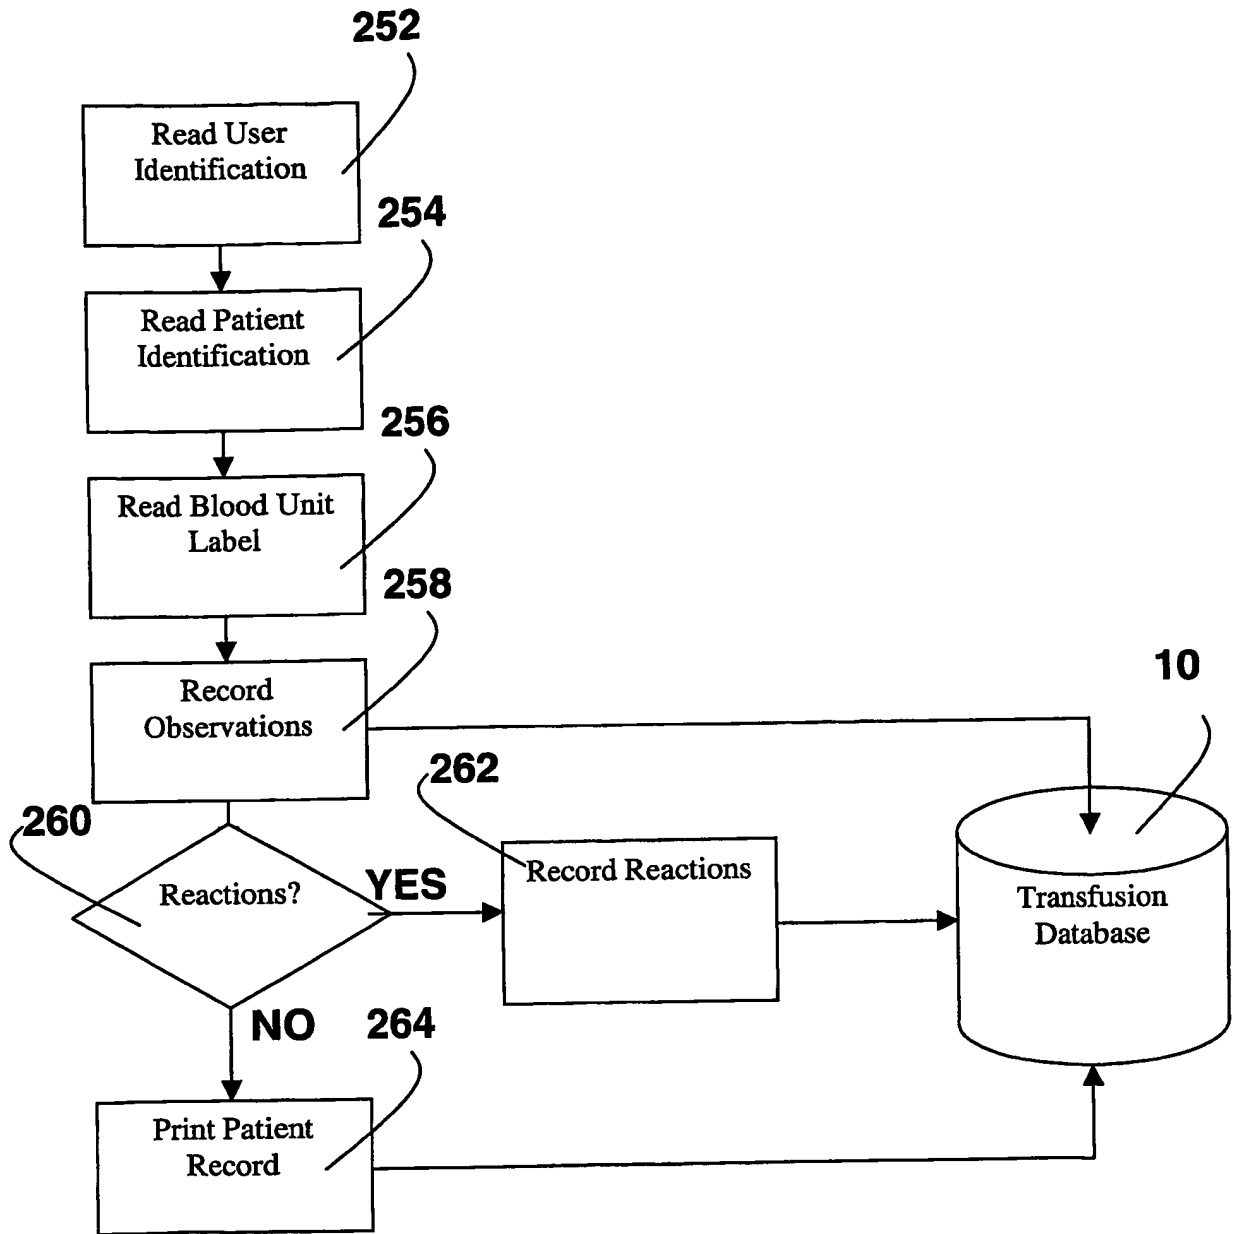 252
Read User
Identification
254
Read Patient
Identification
256
Read Blood Unit
Label
258
Record
Observations
10
262
260
Reactions?
YES
Record Reactions
Transfusion
Database
NO
264
Print Patient
Record